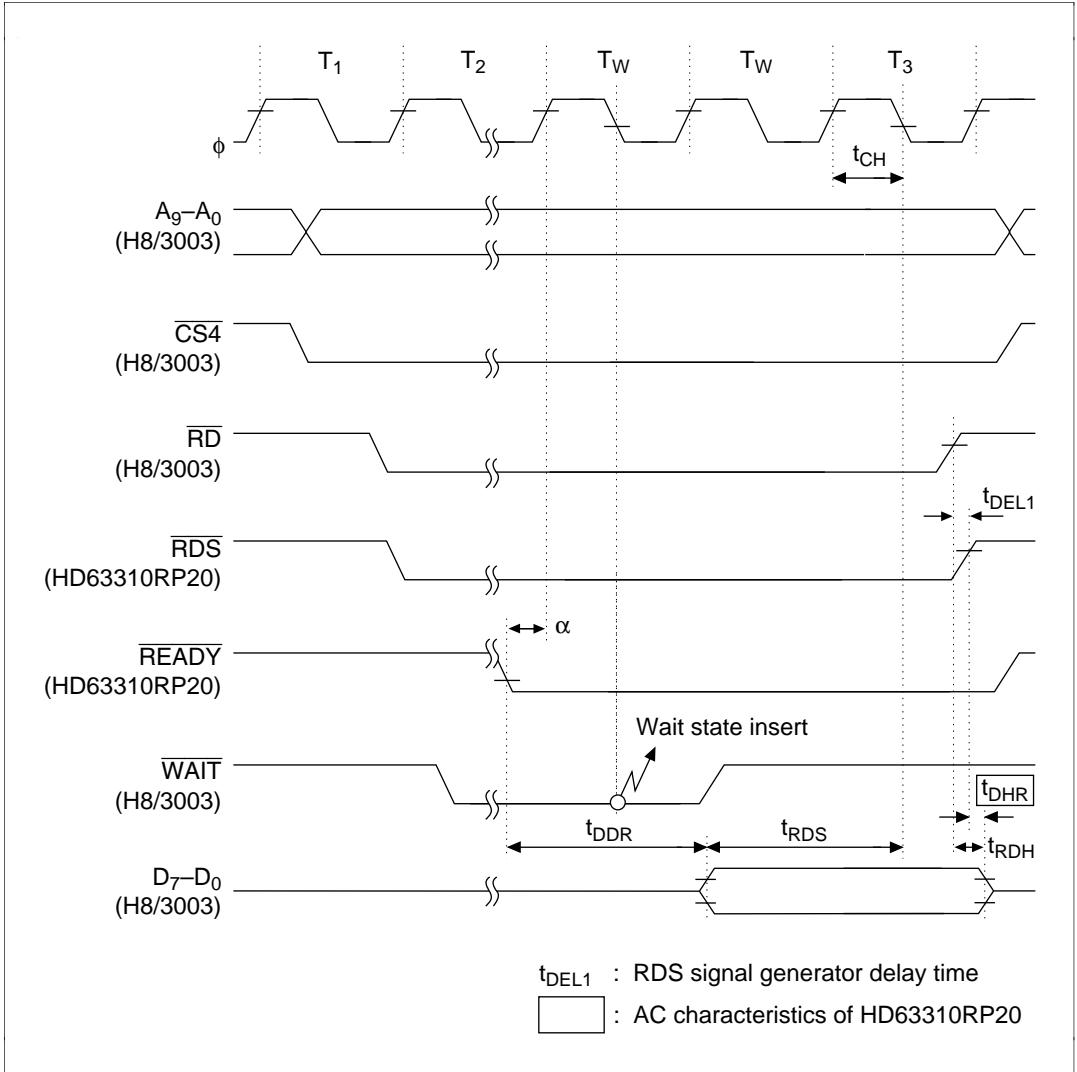 T1 T2 TW TW T3
φ
tCH
A9–A0
(H8/3003)
CS4
(H8/3003)
RD
(H8/3003)
tDEL1
RDS
(HD63310RP20)
α
READY
(HD63310RP20)
Wait state insert
WAIT
(H8/3003)
tDHR
tDDR tRDS tRDH
D7–D0
(H8/3003)
tDEL1 : RDS signal generator delay time
: AC characteristics of HD63310RP20